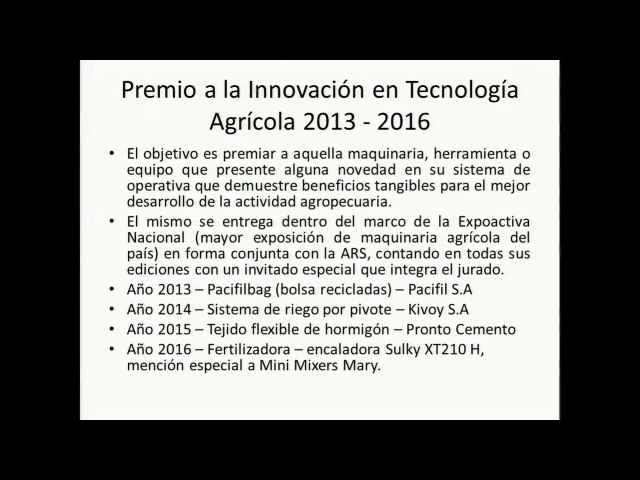 Premio a la Innovación en Tecnología
Agrícola 2013 - 2016
• El objetivo es premiar a aquella maquinaria, herramienta o
equipo que presente alguna novedad en su sistema de
operativa que demuestre beneficios tangibles para el mejor
desarrollo de la actividad agropecuaria.
• El mismo se entrega dentro del marco de la Expoactiva
Nacional (mayor exposición de maquinaria agrícola del
país) en forma conjunta con la ARS, contando en todas sus
ediciones con un invitado especial que integra el jurado.
• Año 2013 – Pacifilbag (bolsa recicladas) – Pacifil S.A
• Año 2014 – Sistema de riego por pivote – Kivoy S.A
• Año 2015 – Tejido flexible de hormigón – Pronto Cemento
• Año 2016 – Fertilizadora – encaladora Sulky XT210 H,
mención especial a Mini Mixers Mary.